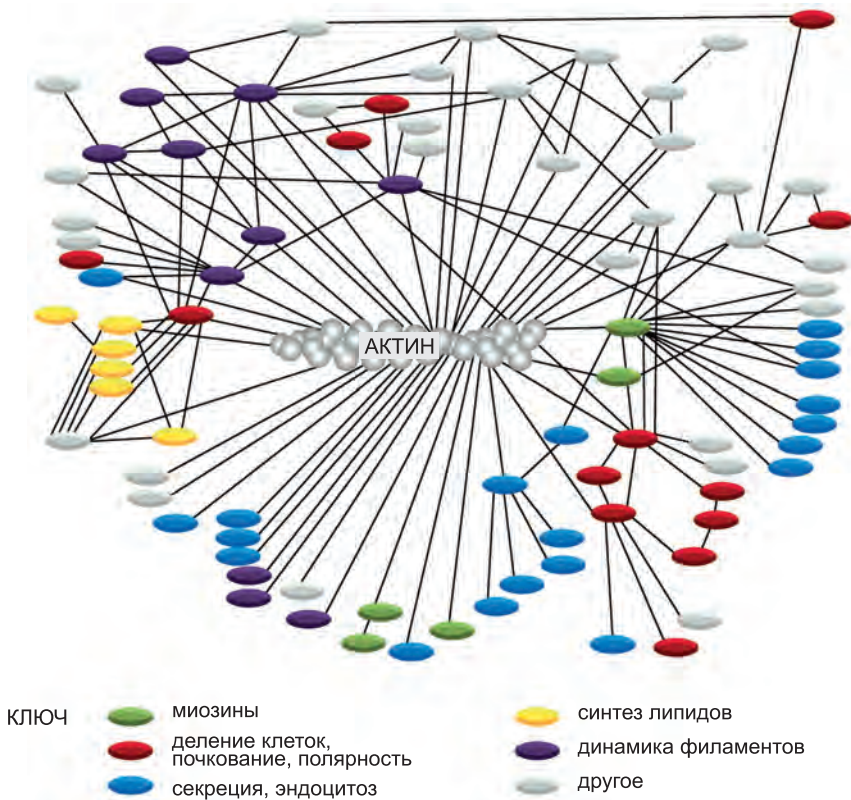 АКТИН
КЛЮЧ
миозины
деление клеток,
почкование, полярность
секреция, эндоцитоз
синтез липидов
динамика филаментов
другое